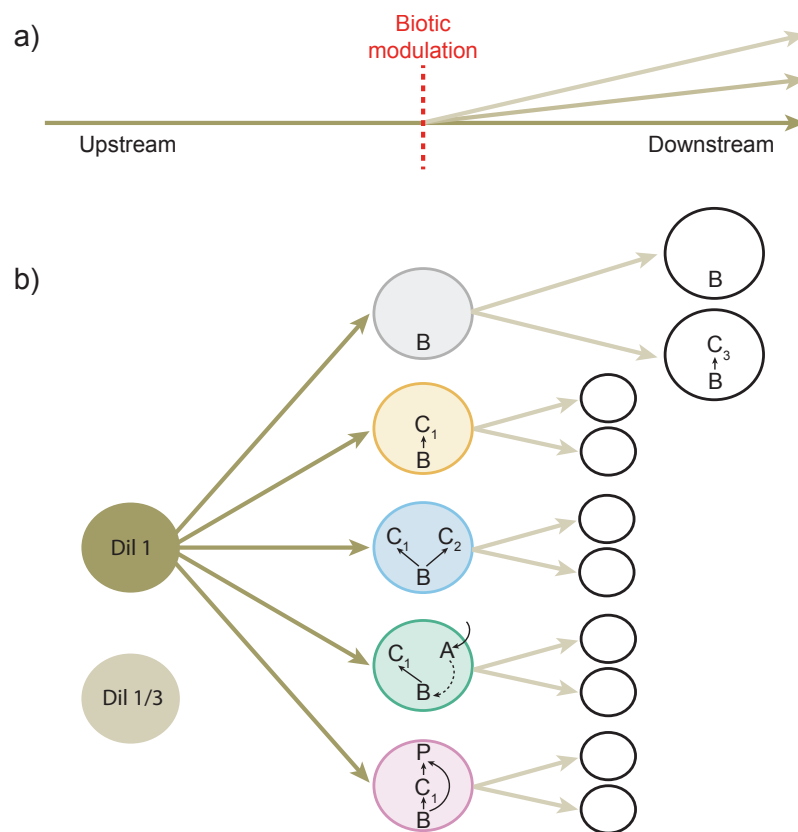 a)
Biotic
modulation
Upstream
Downstream
b)
B
B
C₃
B
C₁
B
Dil 1
C₁ C₂
B
C₁ A
B
Dil 1/3
P
C₁
B